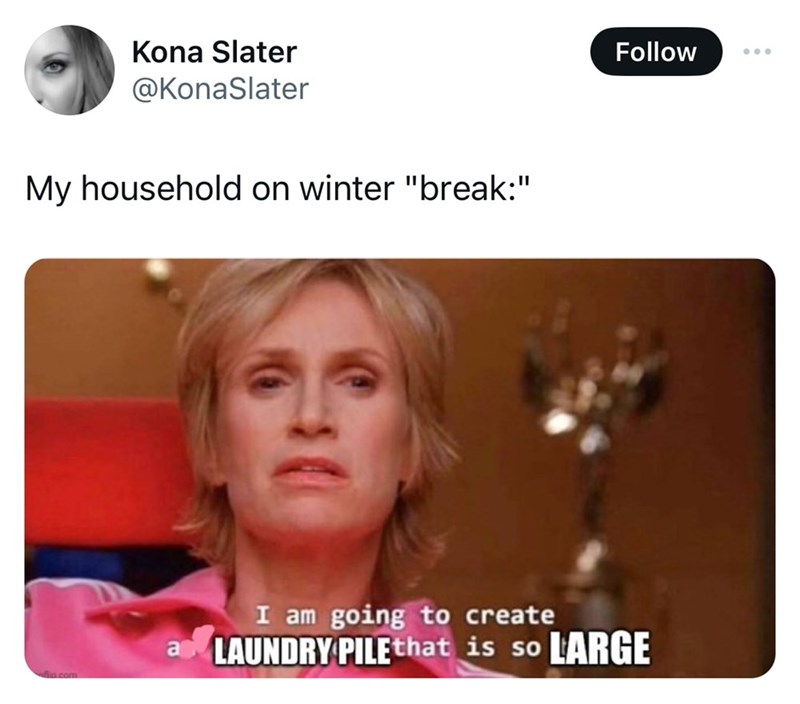 Kona Slater
@KonaSlater
Follow
My household on winter "break:"
I am going to create
a LAUNDRY PILE that is so LARGE